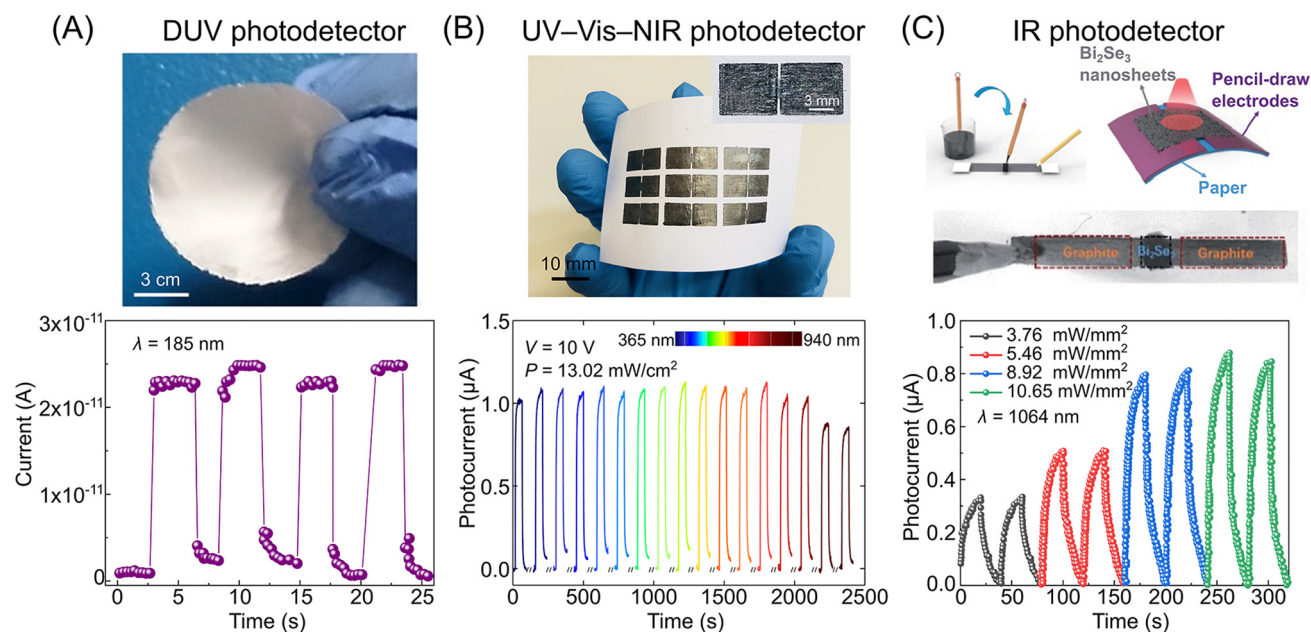 (A)
DUV photodetector
3 cm
3x10⁻¹¹
2x10⁻¹¹
1x10⁻¹¹
0
Current (A)
λ = 185 nm
0 5 10 15 20 25
Time (s)
(B)
UV–Vis–NIR photodetector
3 mm
10 mm
1.5
1.0
0.5
0.0
Photocurrent (μA)
365 nm
940 nm
V = 10 V
P = 13.02 mW/cm²
// // // // // // // // // // // // // //
0 500 1000 1500 2000 2500
Time (s)
(C)
IR photodetector
Bi₂Se₃
nanosheets
Pencil-draw
electrodes
Paper
Graphite
Bi₂Se₃
Graphite
1.0
0.8
0.6
0.4
0.2
0.0
Photocurrent (μA)
3.76 mW/mm²
5.46 mW/mm²
8.92 mW/mm²
10.65 mW/mm²
λ = 1064 nm
0 50 100 150 200 250 300
Time (s)